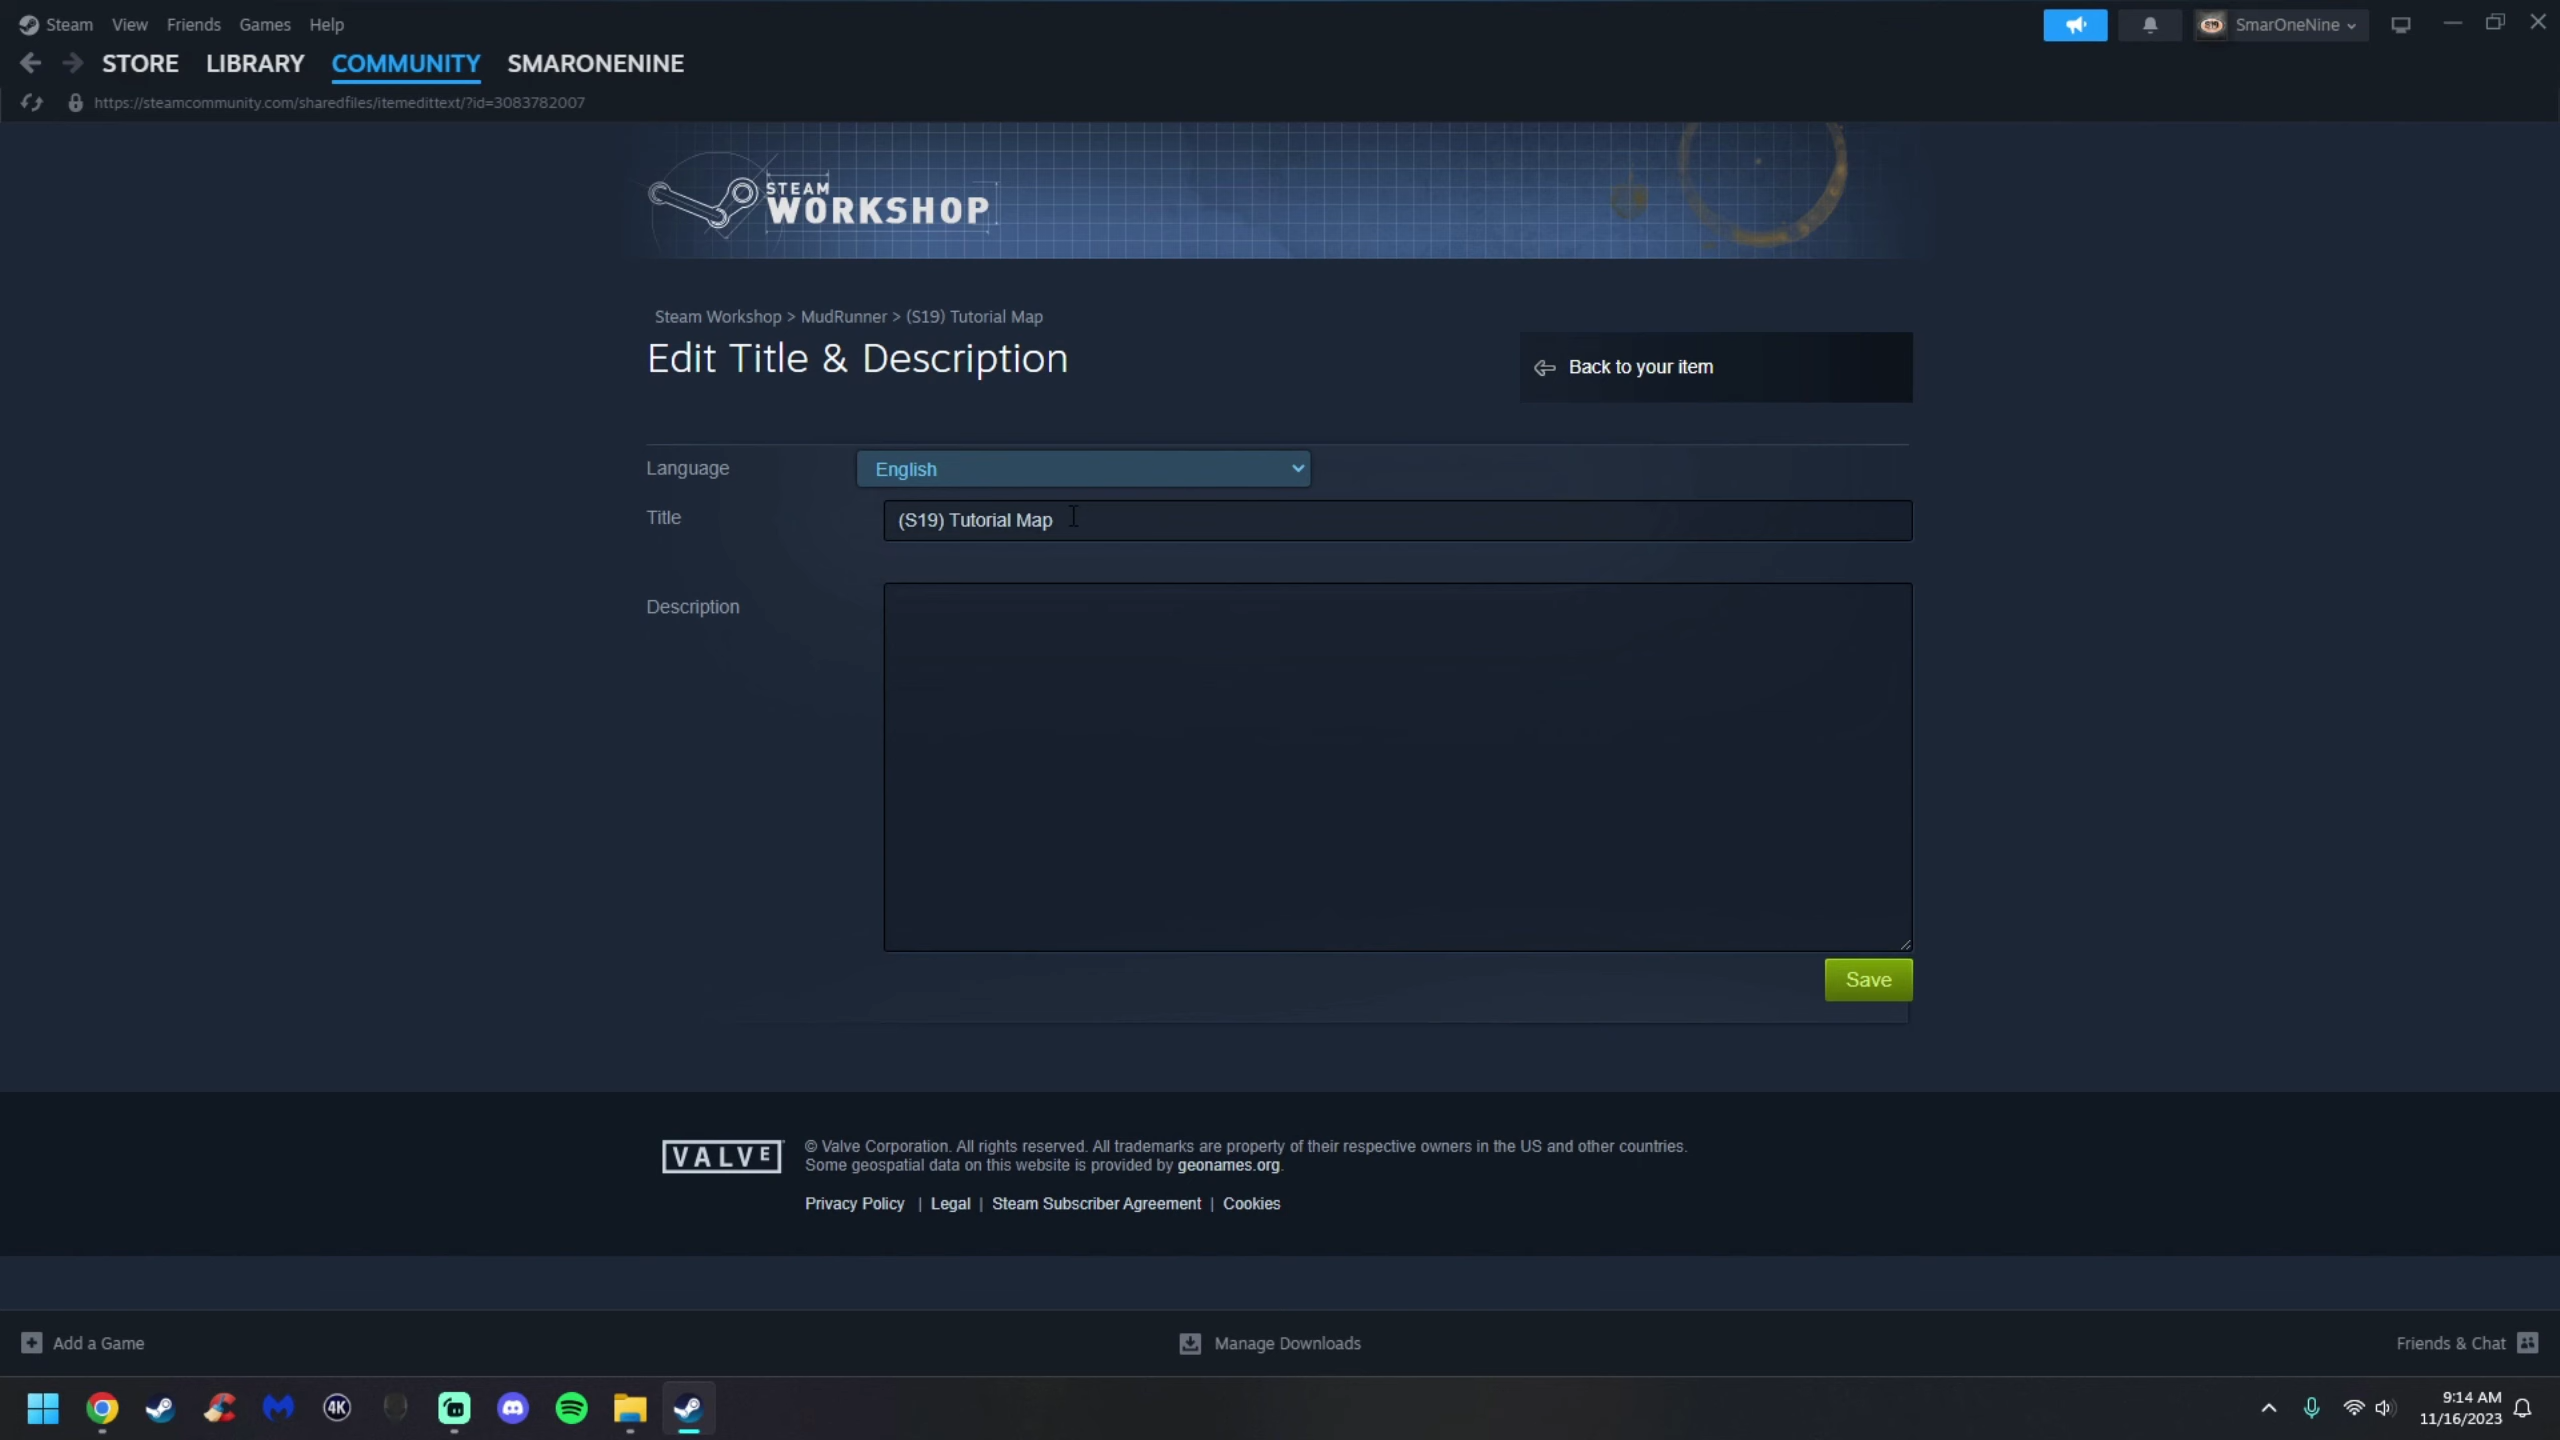 Steam View Friends Games Help
S19 SmarOneNine
STORE LIBRARY COMMUNITY SMARONENINE
https://steamcommunity.com/sharedfiles/itemedittext/?id=3083782007
STEAM
WORKSHOP
Steam Workshop > MudRunner > (S19) Tutorial Map
Edit Title & Description
Back to your item
Language English
Title (S19) Tutorial Map
Description
Save
VALVE
© Valve Corporation. All rights reserved. All trademarks are property of their respective owners in the US and other countries.
Some geospatial data on this website is provided by geonames.org.
Privacy Policy | Legal | Steam Subscriber Agreement | Cookies
Add a Game Manage Downloads Friends & Chat
4K
9:14 AM
11/16/2023